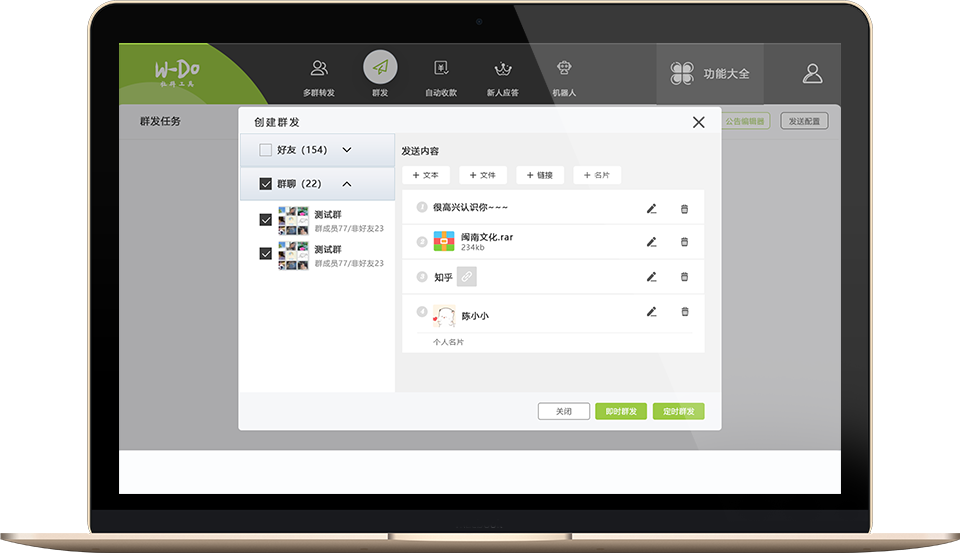 W-Do
社群工具
多群转发
群发
自动收款
新人应答
机器人
功能大全
群发任务
公告编辑器
发送配置
创建群发
好友（154）
群聊（22）
测试群
群成员77/非好友23
测试群
群成员77/非好友23
发送内容
+ 文本
+ 文件
+ 链接
+ 名片
1 很高兴认识你~~~
2 闽南文化.rar
234kb
3 知乎
4 陈小小
个人名片
关闭
即时群发
定时群发